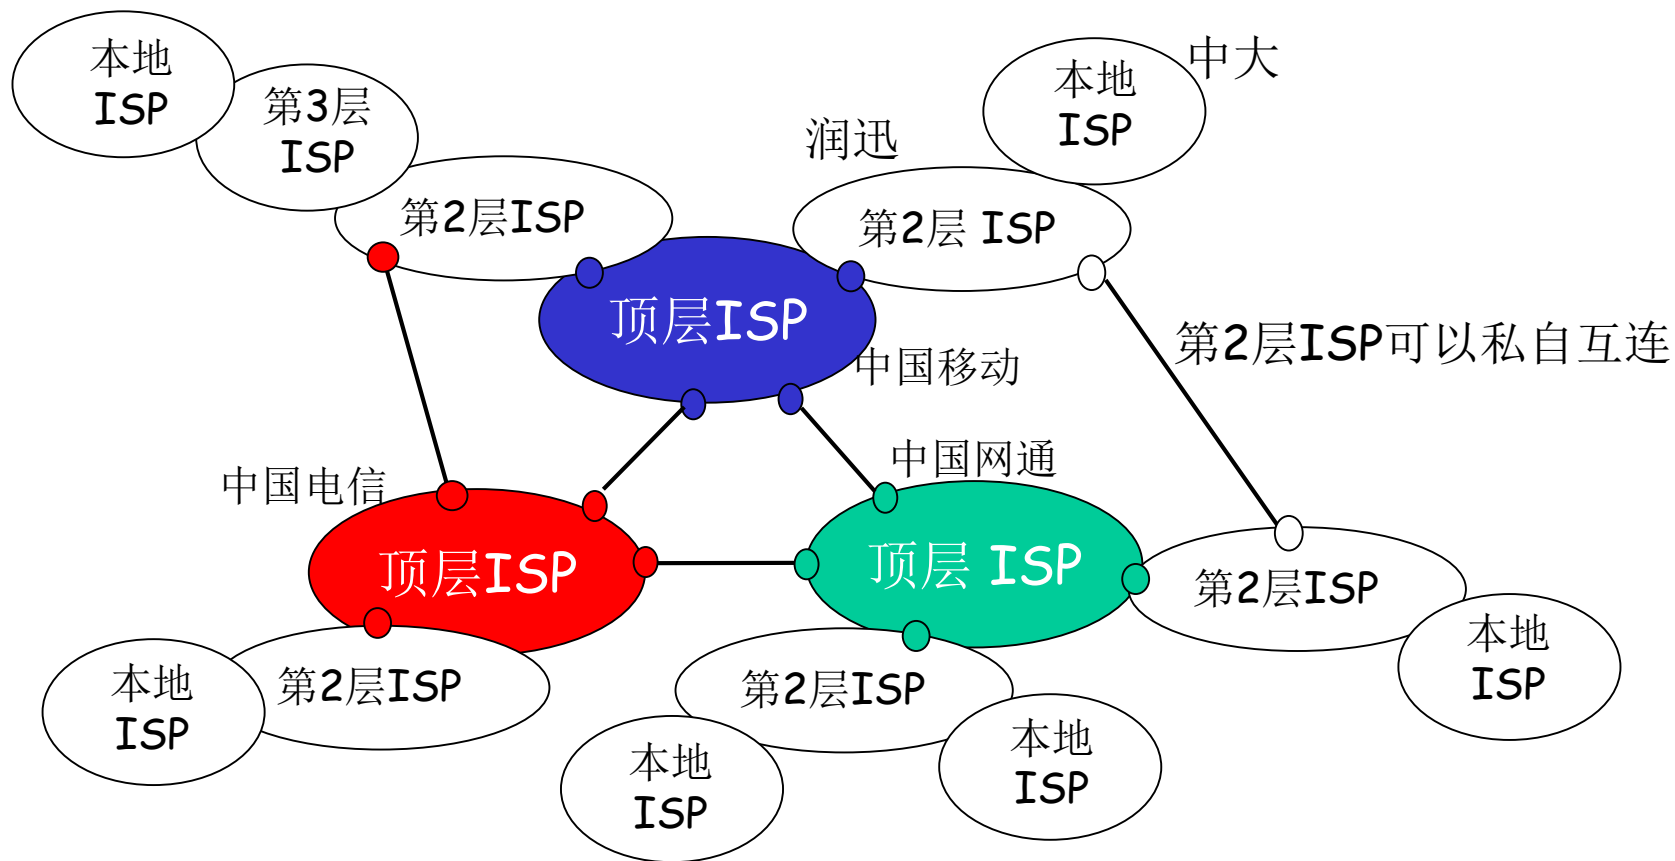 本地
ISP
第3层
ISP
第2层ISP
润迅
本地
ISP
中大
第2层 ISP
顶层ISP
中国移动
第2层ISP可以私自互连
中国电信
顶层ISP
中国网通
顶层 ISP
第2层ISP
本地
ISP
本地
ISP
第2层ISP
第2层ISP
本地
ISP
本地
ISP